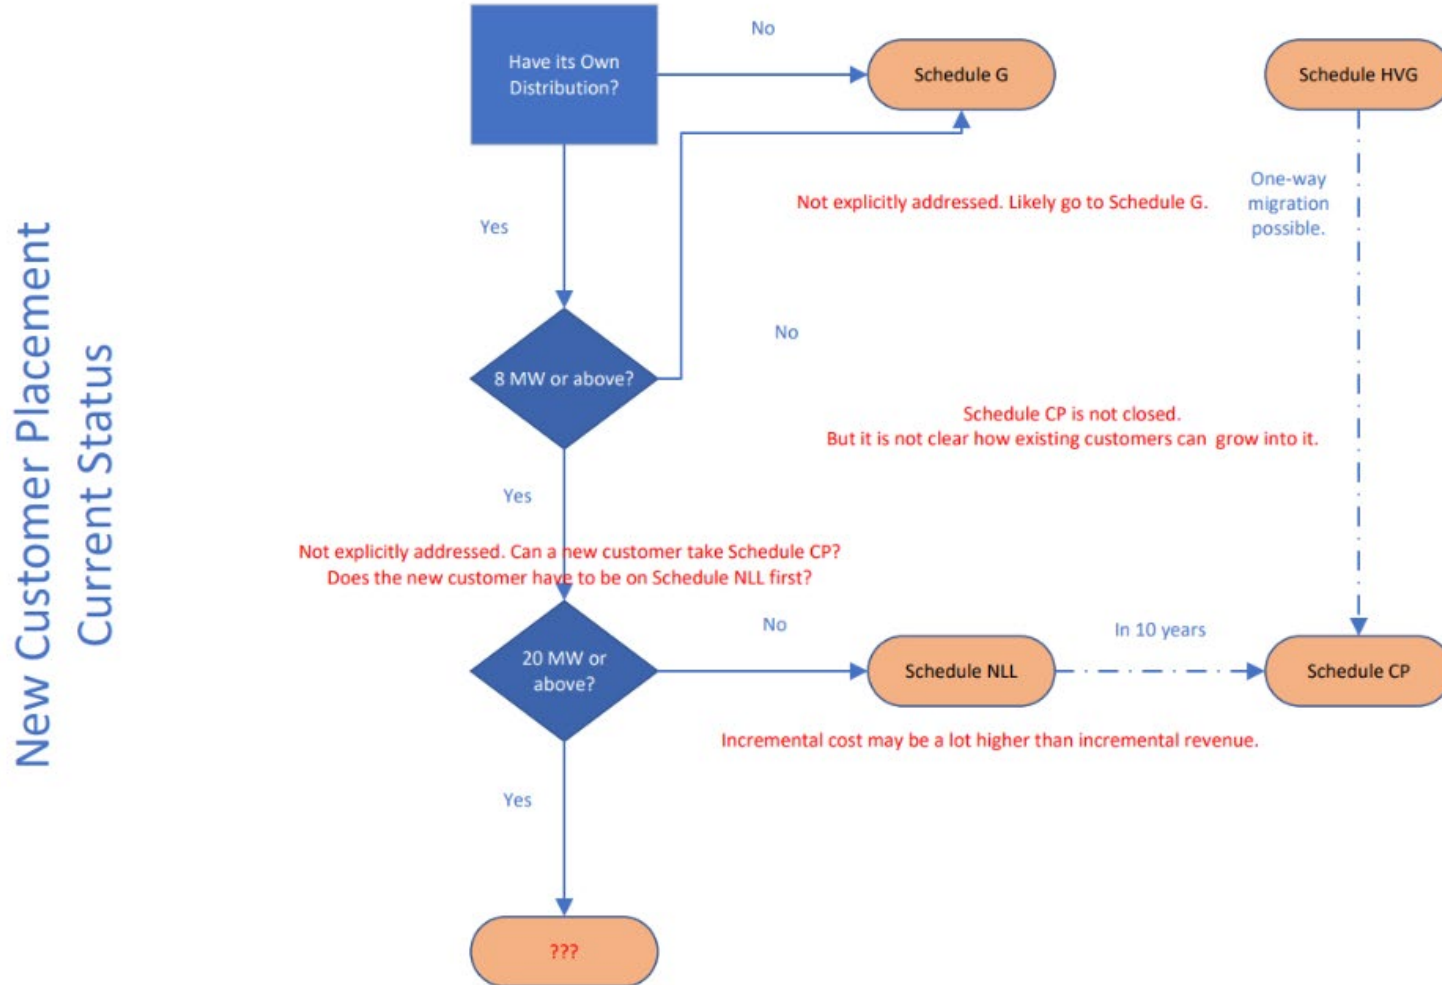 New Customer Placement
Current Status
Have its Own
Distribution?
No
Schedule G
Schedule HVG
Not explicitly addressed. Likely go to Schedule G.
One-way
migration
possible.
Yes
8 MW or above?
No
Schedule CP is not closed.
But it is not clear how existing customers can grow into it.
Yes
Not explicitly addressed. Can a new customer take Schedule CP?
Does the new customer have to be on Schedule NLL first?
20 MW or
above?
No
Schedule NLL
In 10 years
Schedule CP
Incremental cost may be a lot higher than incremental revenue.
Yes
???